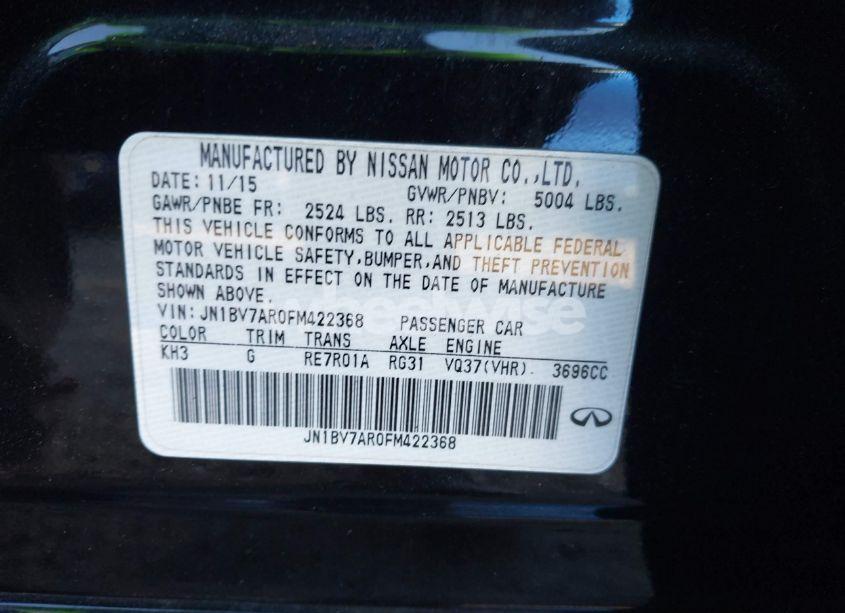 MANUFACTURED BY NISSAN MOTOR CO.,LTD.
DATE: 11/15 GVWR/PNBV: 5004 LBS.
GAWR/PNBE FR: 2524 LBS. RR: 2513 LBS.
THIS VEHICLE CONFORMS TO ALL APPLICABLE FEDERAL
MOTOR VEHICLE SAFETY,BUMPER,AND THEFT PREVENTION
STANDARDS IN EFFECT ON THE DATE OF MANUFACTURE
SHOWN ABOVE.
VIN:JN1BV7AR0FM422368 PASSENGER CAR
COLOR TRIM TRANS AXLE ENGINE
KH3 G RE7R01A RG31 VQ37(VHR). 3696CC
JN1BV7AR0FM422368